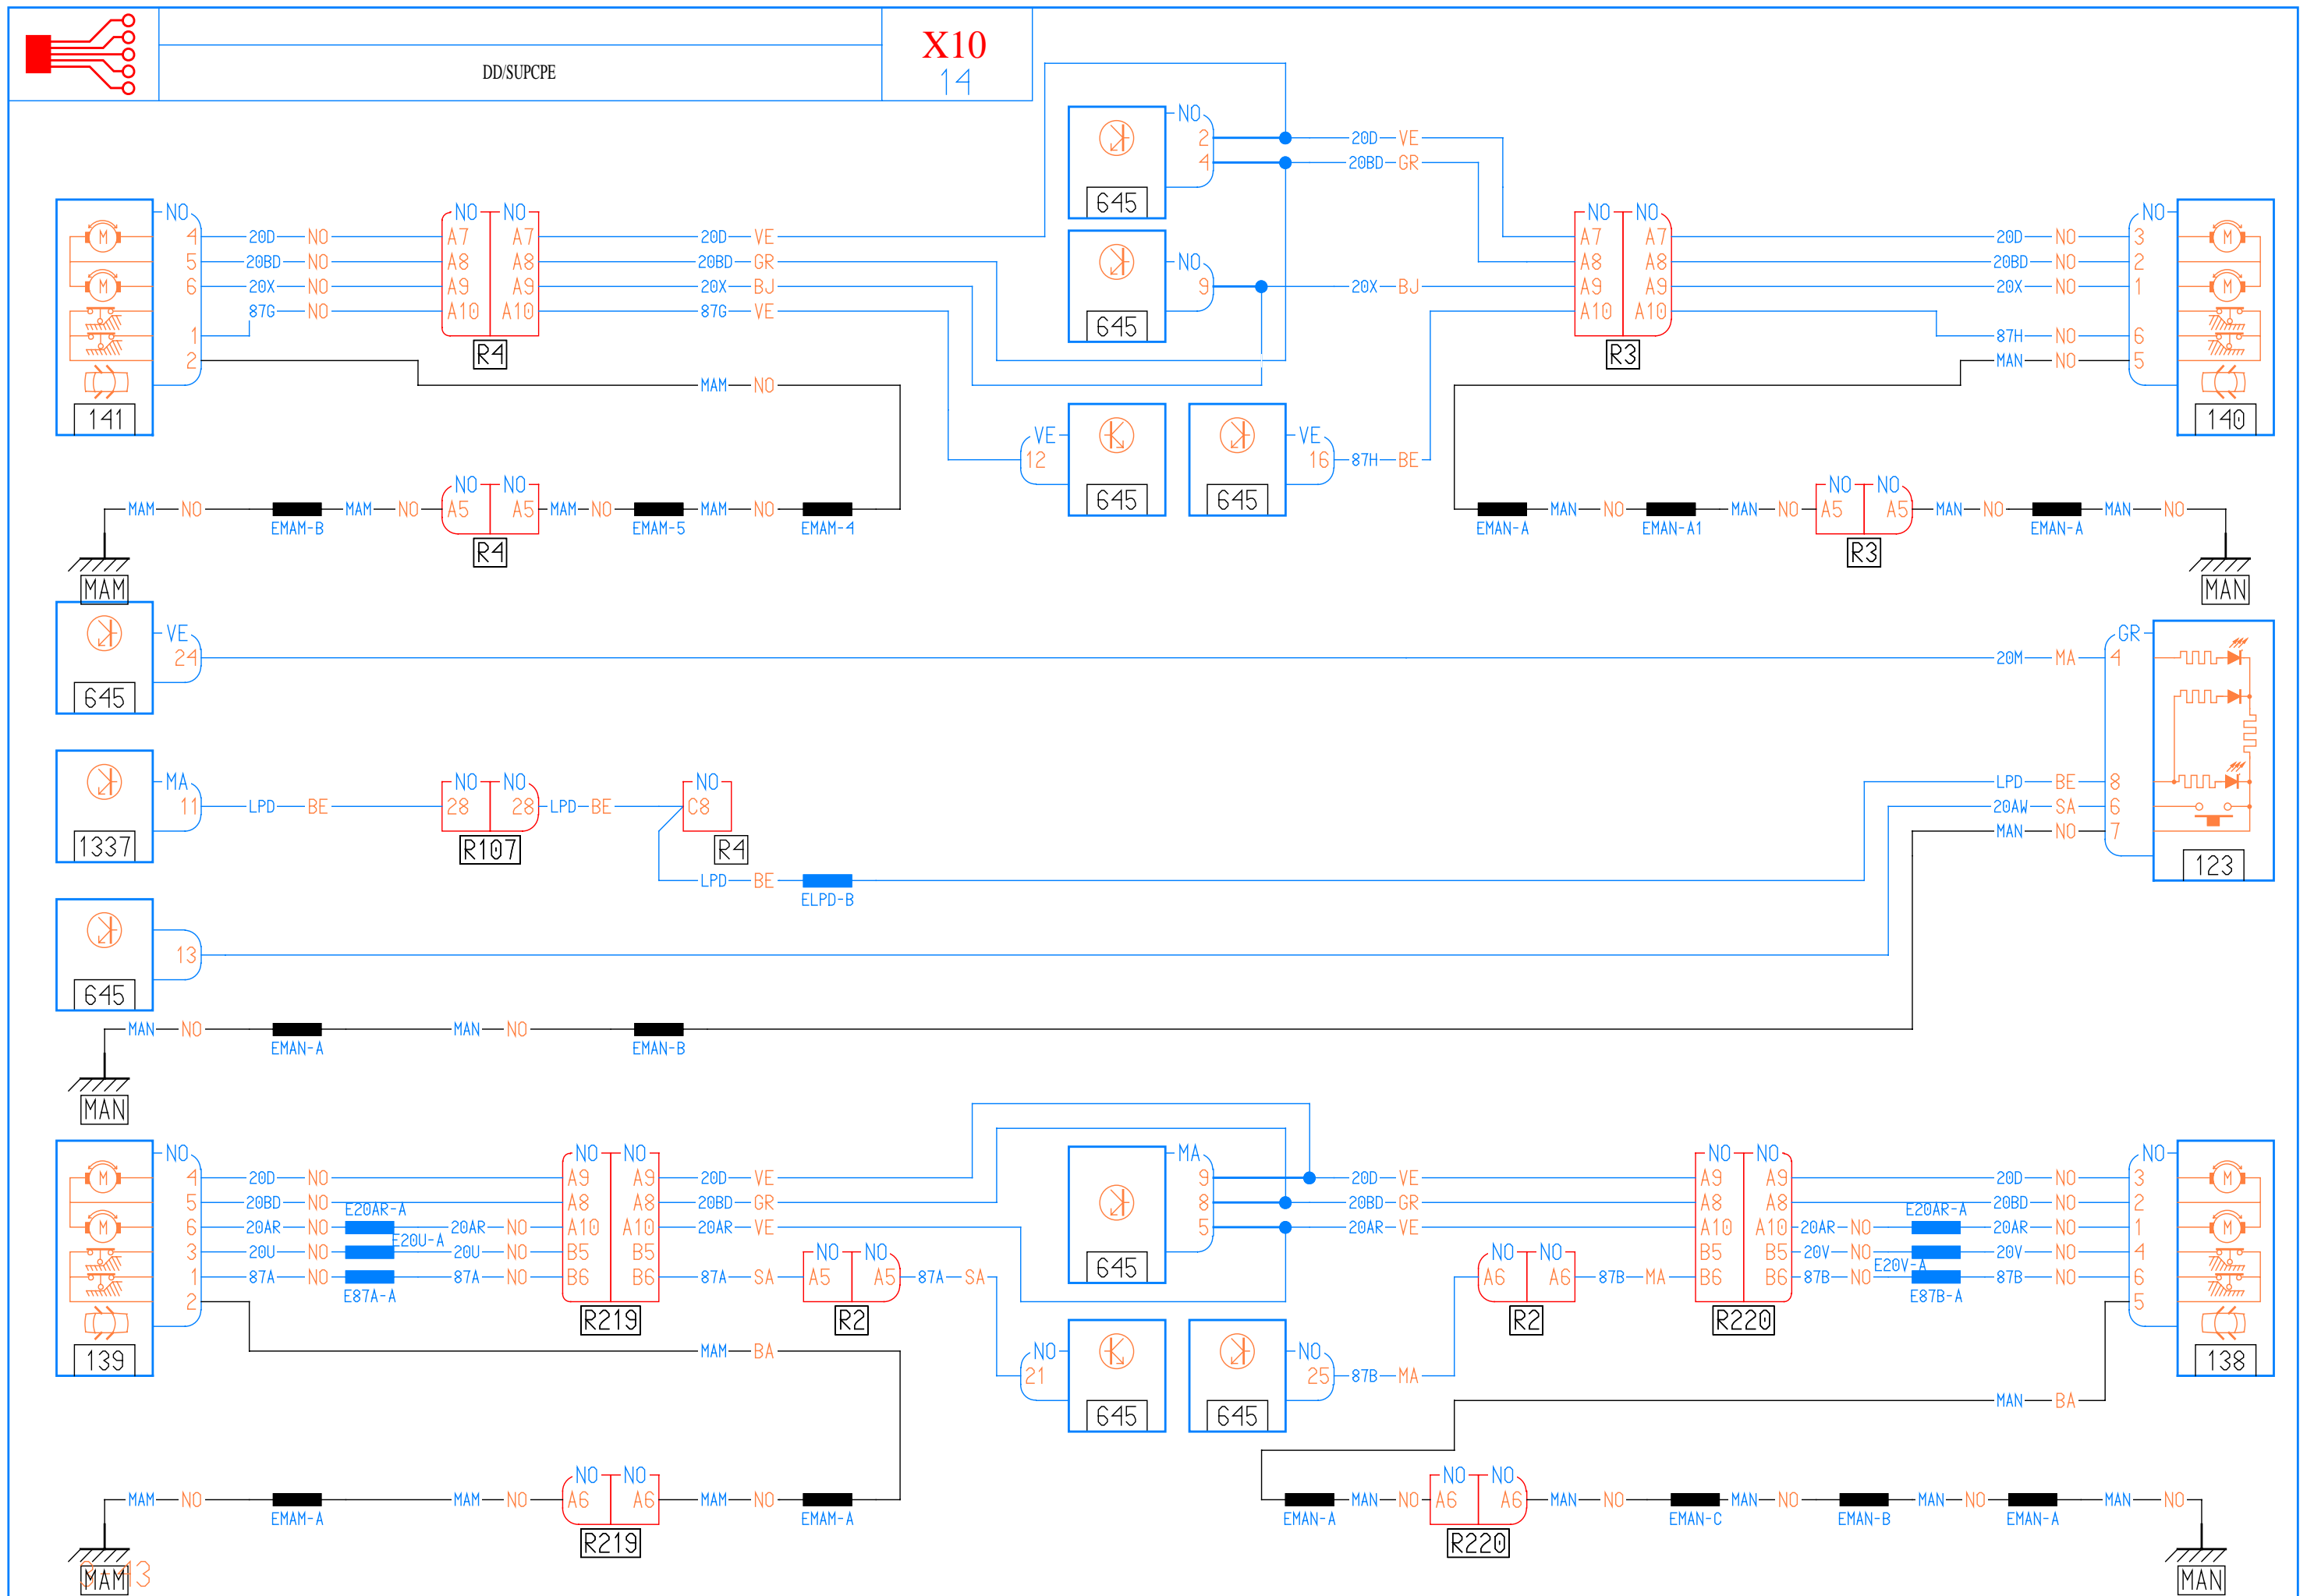 DD/SUPCPE
X10
14
NO
2
4
645
20D VE
20BD GR
NO
4 20D NO
5 20BD NO
6 20X NO
87G NO
1
2
141
NO NO
A7 A7
A8 A8
A9 A9
A10 A10
R4
20D VE
20BD GR
20X BJ
87G VE
MAM NO
NO
9
645
20X BJ
NO NO
A7 A7
A8 A8
A9 A9
A10 A10
R3
20D NO 3
20BD NO 2
20X NO 1
87H NO 6
MAN NO 5
NO
140
VE
12
645
VE
16
645
87H BE
MAM NO EMAM-B MAM NO
NO NO
A5 A5
R4
MAM NO EMAM-5 MAM NO EMAM-4
MAM
EMAN-A MAN NO EMAN-A1 MAN NO
NO NO
A5 A5
R3
MAN NO EMAN-A MAN NO
MAN
VE
24
645
20M MA
GR
4
8
6
7
123
MA
11
1337
LPD BE
NO NO
28 28
R107
LPD BE
NO
C8
R4
LPD BE
ELPD-B
LPD BE
20AW SA
MAN NO
13
645
MAN NO EMAN-A MAN NO EMAN-B
MAN
NO
4 20D NO
5 20BD NO
6 20AR NO E20AR-A 20AR NO
3 20U NO E20U-A 20U NO
1 87A NO E87A-A 87A NO
2
139
NO NO
A9 A9
A8 A8
A10 A10
B5 B5
B6 B6
R219
20D VE
20BD GR
20AR VE
87A SA
NO NO
A5 A5
R2
87A SA
MAM BA
MA
9
8
5
645
20D VE
20BD GR
20AR VE
NO
21
645
NO
25
645
87B MA
NO NO
A6 A6
R2
87B MA
NO NO
A9 A9
A8 A8
A10 A10
B5 B5
B6 B6
R220
20D NO 3
20BD NO 2
20AR NO E20AR-A 20AR NO 1
20V NO E20V-A 20V NO 4
87B NO E87B-A 87B NO 6
5
NO
138
MAN BA
MAM NO EMAM-A MAM NO
NO NO
A6 A6
R219
MAM NO EMAM-A
MAM
EMAN-A MAN NO
NO NO
A6 A6
R220
MAN NO EMAN-C MAN NO EMAN-B MAN NO EMAN-A MAN NO
MAN